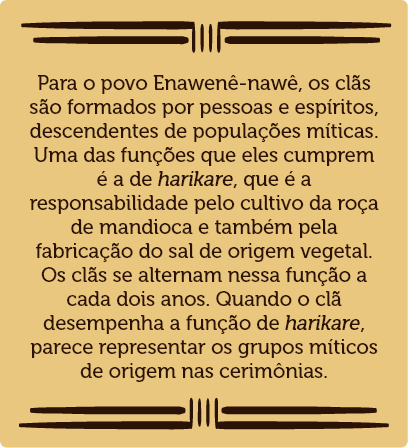 Para o povo Enawenê-nawê, os clãs
são formados por pessoas e espíritos,
descendentes de populações míticas.
Uma das funções que eles cumprem
é a de harikare, que é a
responsabilidade pelo cultivo da roça
de mandioca e também pela
fabricação do sal de origem vegetal.
Os clãs se alternam nessa função a
cada dois anos. Quando o clã
desempenha a função de harikare,
parece representar os grupos míticos
de origem nas cerimônias.